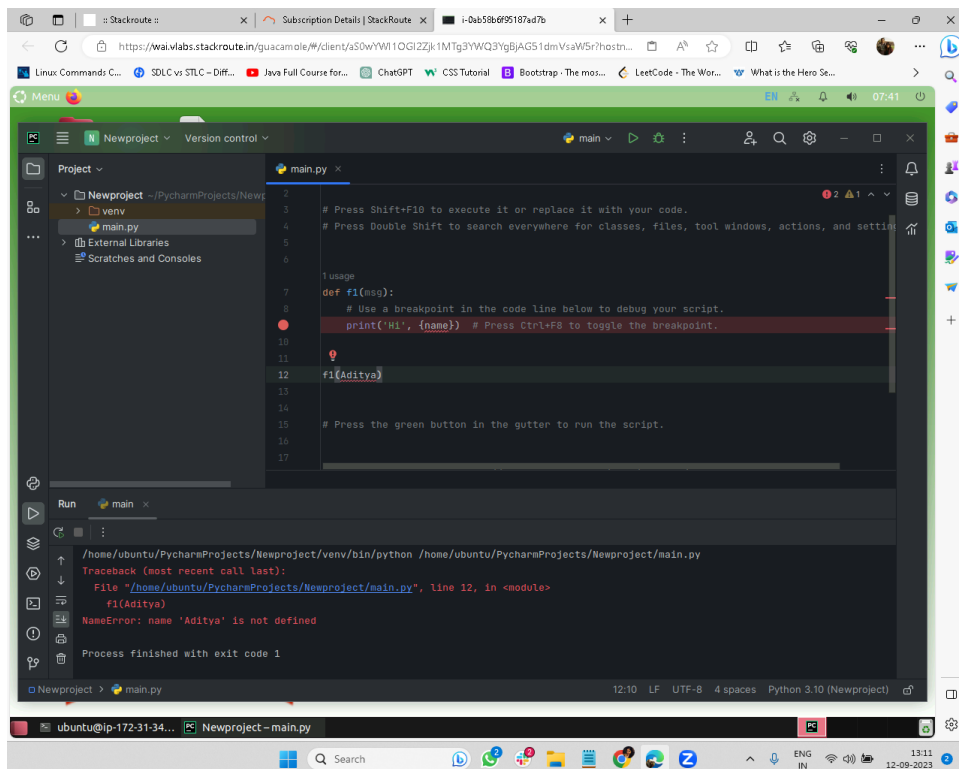 :: Stackroute ::
Subscription Details | StackRoute
i-0ab58b6f95187ad7b
https://wai.vlabs.stackroute.in/guacamole/#/client/aS0wYWI1OGI2Zjk1MTg3YWQ3YgBjAG51dmVsaW5r?hostn...
Linux Commands C...
SDLC vs STLC – Diff...
Java Full Course for...
ChatGPT
CSS Tutorial
Bootstrap · The mos...
LeetCode - The Wor...
What is the Hero Se...
Menu
EN
07:41
N Newproject
Version control
main
Project
main.py
Newproject ~/PycharmProjects/Newp
venv
main.py
External Libraries
Scratches and Consoles
2
2 1
3 # Press Shift+F10 to execute it or replace it with your code.
4 # Press Double Shift to search everywhere for classes, files, tool windows, actions, and setting
5
6
1 usage
7 def f1(msg):
8 # Use a breakpoint in the code line below to debug your script.
print('Hi', {name}) # Press Ctrl+F8 to toggle the breakpoint.
10
11
12 f1(Aditya)
13
14
15 # Press the green button in the gutter to run the script.
16
17
Run
main
/home/ubuntu/PycharmProjects/Newproject/venv/bin/python /home/ubuntu/PycharmProjects/Newproject/main.py
Traceback (most recent call last):
File "/home/ubuntu/PycharmProjects/Newproject/main.py", line 12, in <module>
f1(Aditya)
NameError: name 'Aditya' is not defined
Process finished with exit code 1
Newproject > main.py
12:10 LF UTF-8 4 spaces Python 3.10 (Newproject)
ubuntu@ip-172-31-34...
Newproject – main.py
Search
2
2
ENG
IN
13:11
12-09-2023
2